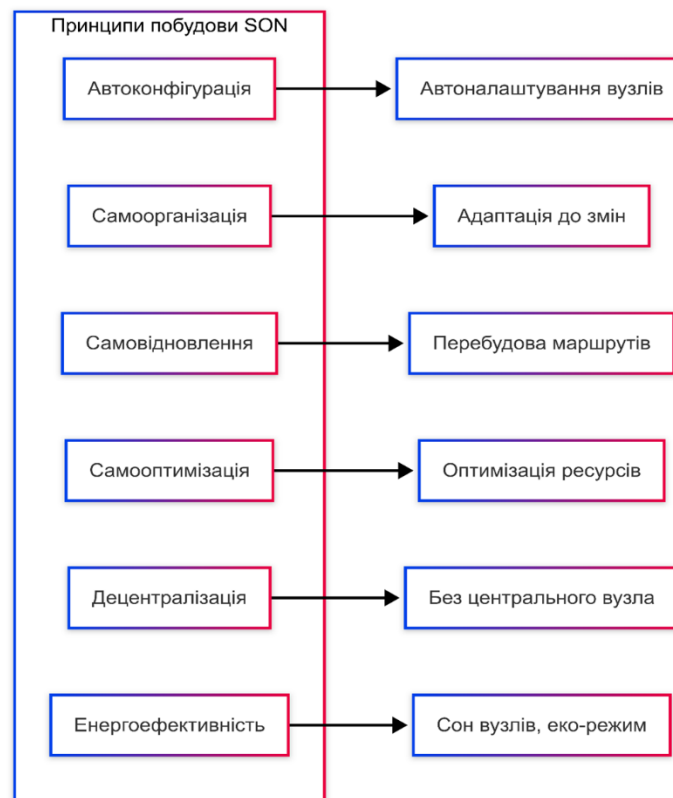 Принципи побудови SON
Автоконфігурація
Автоналаштування вузлів
Самоорганізація
Адаптація до змін
Самовідновлення
Перебудова маршрутів
Самооптимізація
Оптимізація ресурсів
Децентралізація
Без центрального вузла
Енергоефективність
Сон вузлів, еко-режим